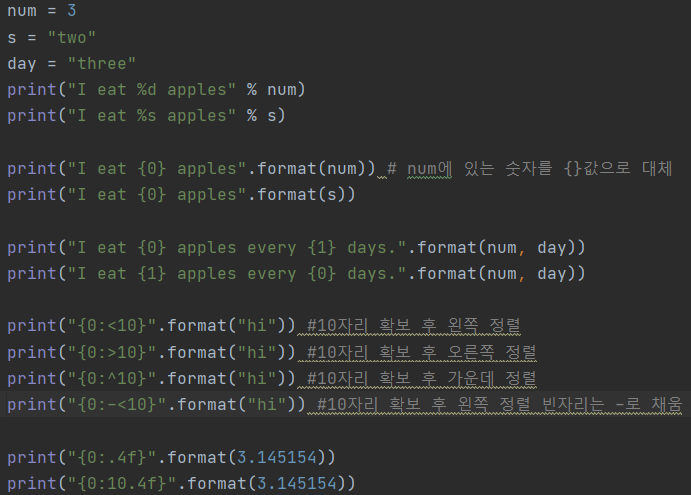 num = 3
s = "two"
day = "three"
print("I eat %d apples" % num)
print("I eat %s apples" % s)
print("I eat {0} apples".format(num)) # num에 있는 숫자를 {}값으로 대체
print("I eat {0} apples".format(s))
print("I eat {0} apples every {1} days.".format(num, day))
print("I eat {1} apples every {0} days.".format(num, day))
print("{0:<10}".format("hi")) #10자리 확보 후 왼쪽 정렬
print("{0:>10}".format("hi")) #10자리 확보 후 오른쪽 정렬
print("{0:^10}".format("hi")) #10자리 확보 후 가운데 정렬
print("{0:-<10}".format("hi")) #10자리 확보 후 왼쪽 정렬 빈자리는 -로 채움
print("{0:.4f}".format(3.145154))
print("{0:10.4f}".format(3.145154))